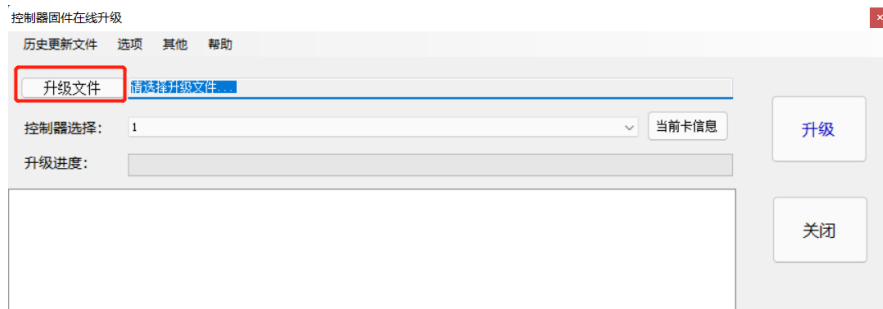 控制器固件在线升级
历史更新文件 选项 其他 帮助
升级文件 请选择升级文件...
控制器选择: 1 当前卡信息
升级
升级进度:
关闭